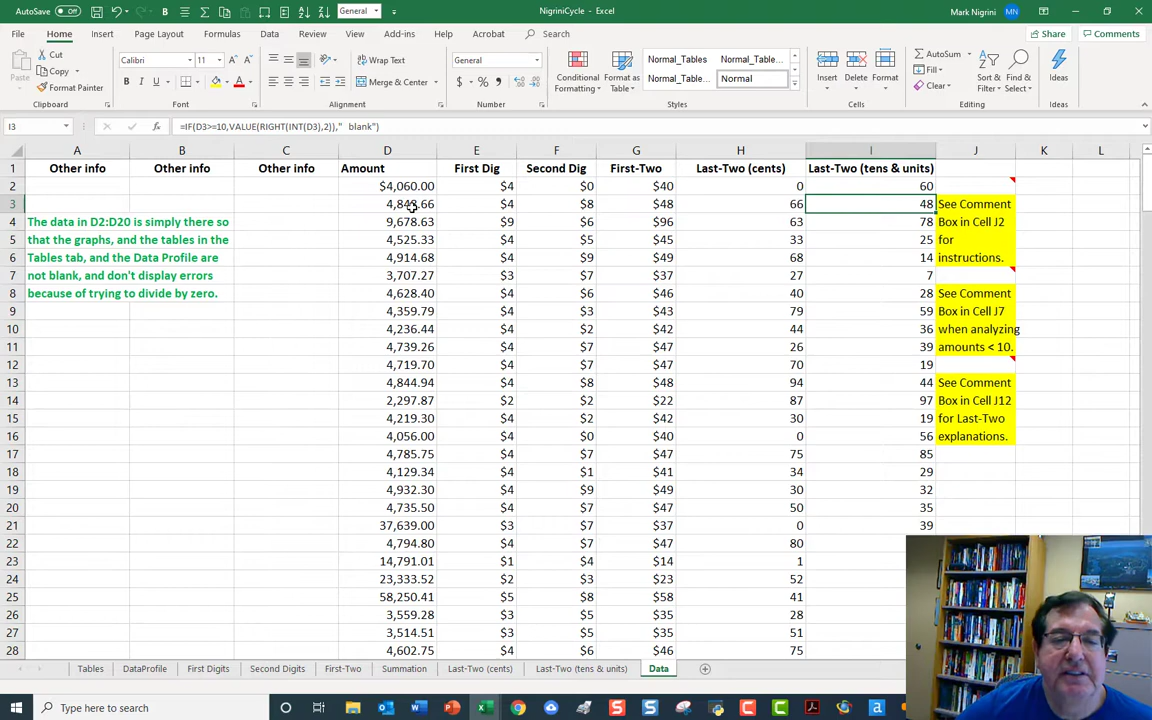 AutoSave Off General NigriniCycle - Excel Mark Nigrini MN
File Home Insert Page Layout Formulas Data Review View Add-ins Help Acrobat Search Share Comments
Paste Cut Copy Format Painter Clipboard
Calibri 11 B I U A Font
Wrap Text Merge & Center Alignment
General $ % , Number
Conditional Formatting Format as Table
Normal_Tables Normal_Table... Normal_Table... Normal Styles
Insert Delete Format Cells
AutoSum Fill Clear Sort & Filter Find & Select Editing
Ideas Ideas
I3 fx =IF(D3>=10,VALUE(RIGHT(INT(D3),2))," blank")
A B C D E F G H I J K L
1 Other info Other info Other info Amount First Dig Second Dig First-Two Last-Two (cents) Last-Two (tens & units)
2 $4,060.00 $4 $0 $40 0 60
3 4,848.66 $4 $8 $48 66 48 See Comment
4 The data in D2:D20 is simply there so 9,678.63 $9 $6 $96 63 78 Box in Cell J2
5 that the graphs, and the tables in the 4,525.33 $4 $5 $45 33 25 for
6 Tables tab, and the Data Profile are 4,914.68 $4 $9 $49 68 14 instructions.
7 not blank, and don't display errors 3,707.27 $3 $7 $37 27 7
8 because of trying to divide by zero. 4,628.40 $4 $6 $46 40 28 See Comment
9 4,359.79 $4 $3 $43 79 59 Box in Cell J7
10 4,236.44 $4 $2 $42 44 36 when analyzing
11 4,739.26 $4 $7 $47 26 39 amounts < 10.
12 4,719.70 $4 $7 $47 70 19
13 4,844.94 $4 $8 $48 94 44 See Comment
14 2,297.87 $2 $2 $22 87 97 Box in Cell J12
15 4,219.30 $4 $2 $42 30 19 for Last-Two
16 4,056.00 $4 $0 $40 0 56 explanations.
17 4,785.75 $4 $7 $47 75 85
18 4,129.34 $4 $1 $41 34 29
19 4,932.30 $4 $9 $49 30 32
20 4,735.50 $4 $7 $47 50 35
21 37,639.00 $3 $7 $37 0 39
22 4,794.80 $4 $7 $47 80
23 14,791.01 $1 $4 $14 1
24 23,333.52 $2 $3 $23 52
25 58,250.41 $5 $8 $58 41
26 3,559.28 $3 $5 $35 28
27 3,514.51 $3 $5 $35 51
28 4,602.75 $4 $6 $46 75
Tables DataProfile First Digits Second Digits First-Two Summation Last-Two (cents) Last-Two (tens & units) Data
Type here to search